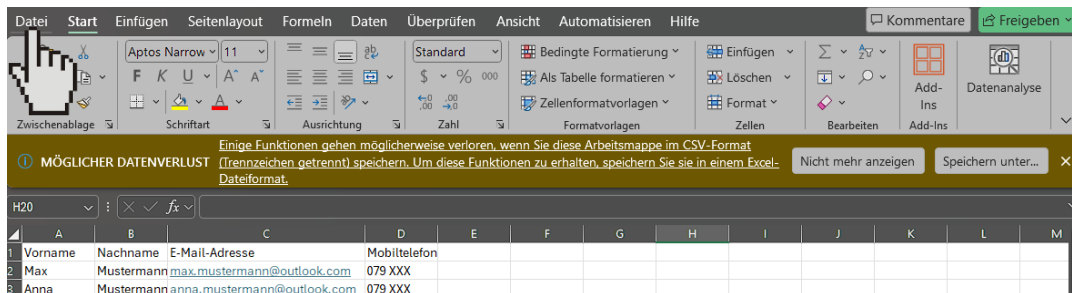 Datei Start Einfügen Seitenlayout Formeln Daten Überprüfen Ansicht Automatisieren Hilfe Kommentare Freigeben
Aptos Narrow 11 Standard Bedingte Formatierung Einfügen
F K U A A $ % 000 Als Tabelle formatieren Löschen Add-Ins Datenanalyse
A Zellenformatvorlagen Format
Zwischenablage Schriftart Ausrichtung Zahl Formatvorlagen Zellen Bearbeiten Add-Ins
MÖGLICHER DATENVERLUST
Einige Funktionen gehen möglicherweise verloren, wenn Sie diese Arbeitsmappe im CSV-Format
(Trennzeichen getrennt) speichern. Um diese Funktionen zu erhalten, speichern Sie sie in einem Excel-
Dateiformat.
Nicht mehr anzeigen Speichern unter...
H20 fx
A B C D E F G H I J K L M
1 Vorname Nachname E-Mail-Adresse Mobiltelefon
2 Max Mustermann max.mustermann@outlook.com 079 XXX
3 Anna Mustermann anna.mustermann@outlook.com 079 XXX